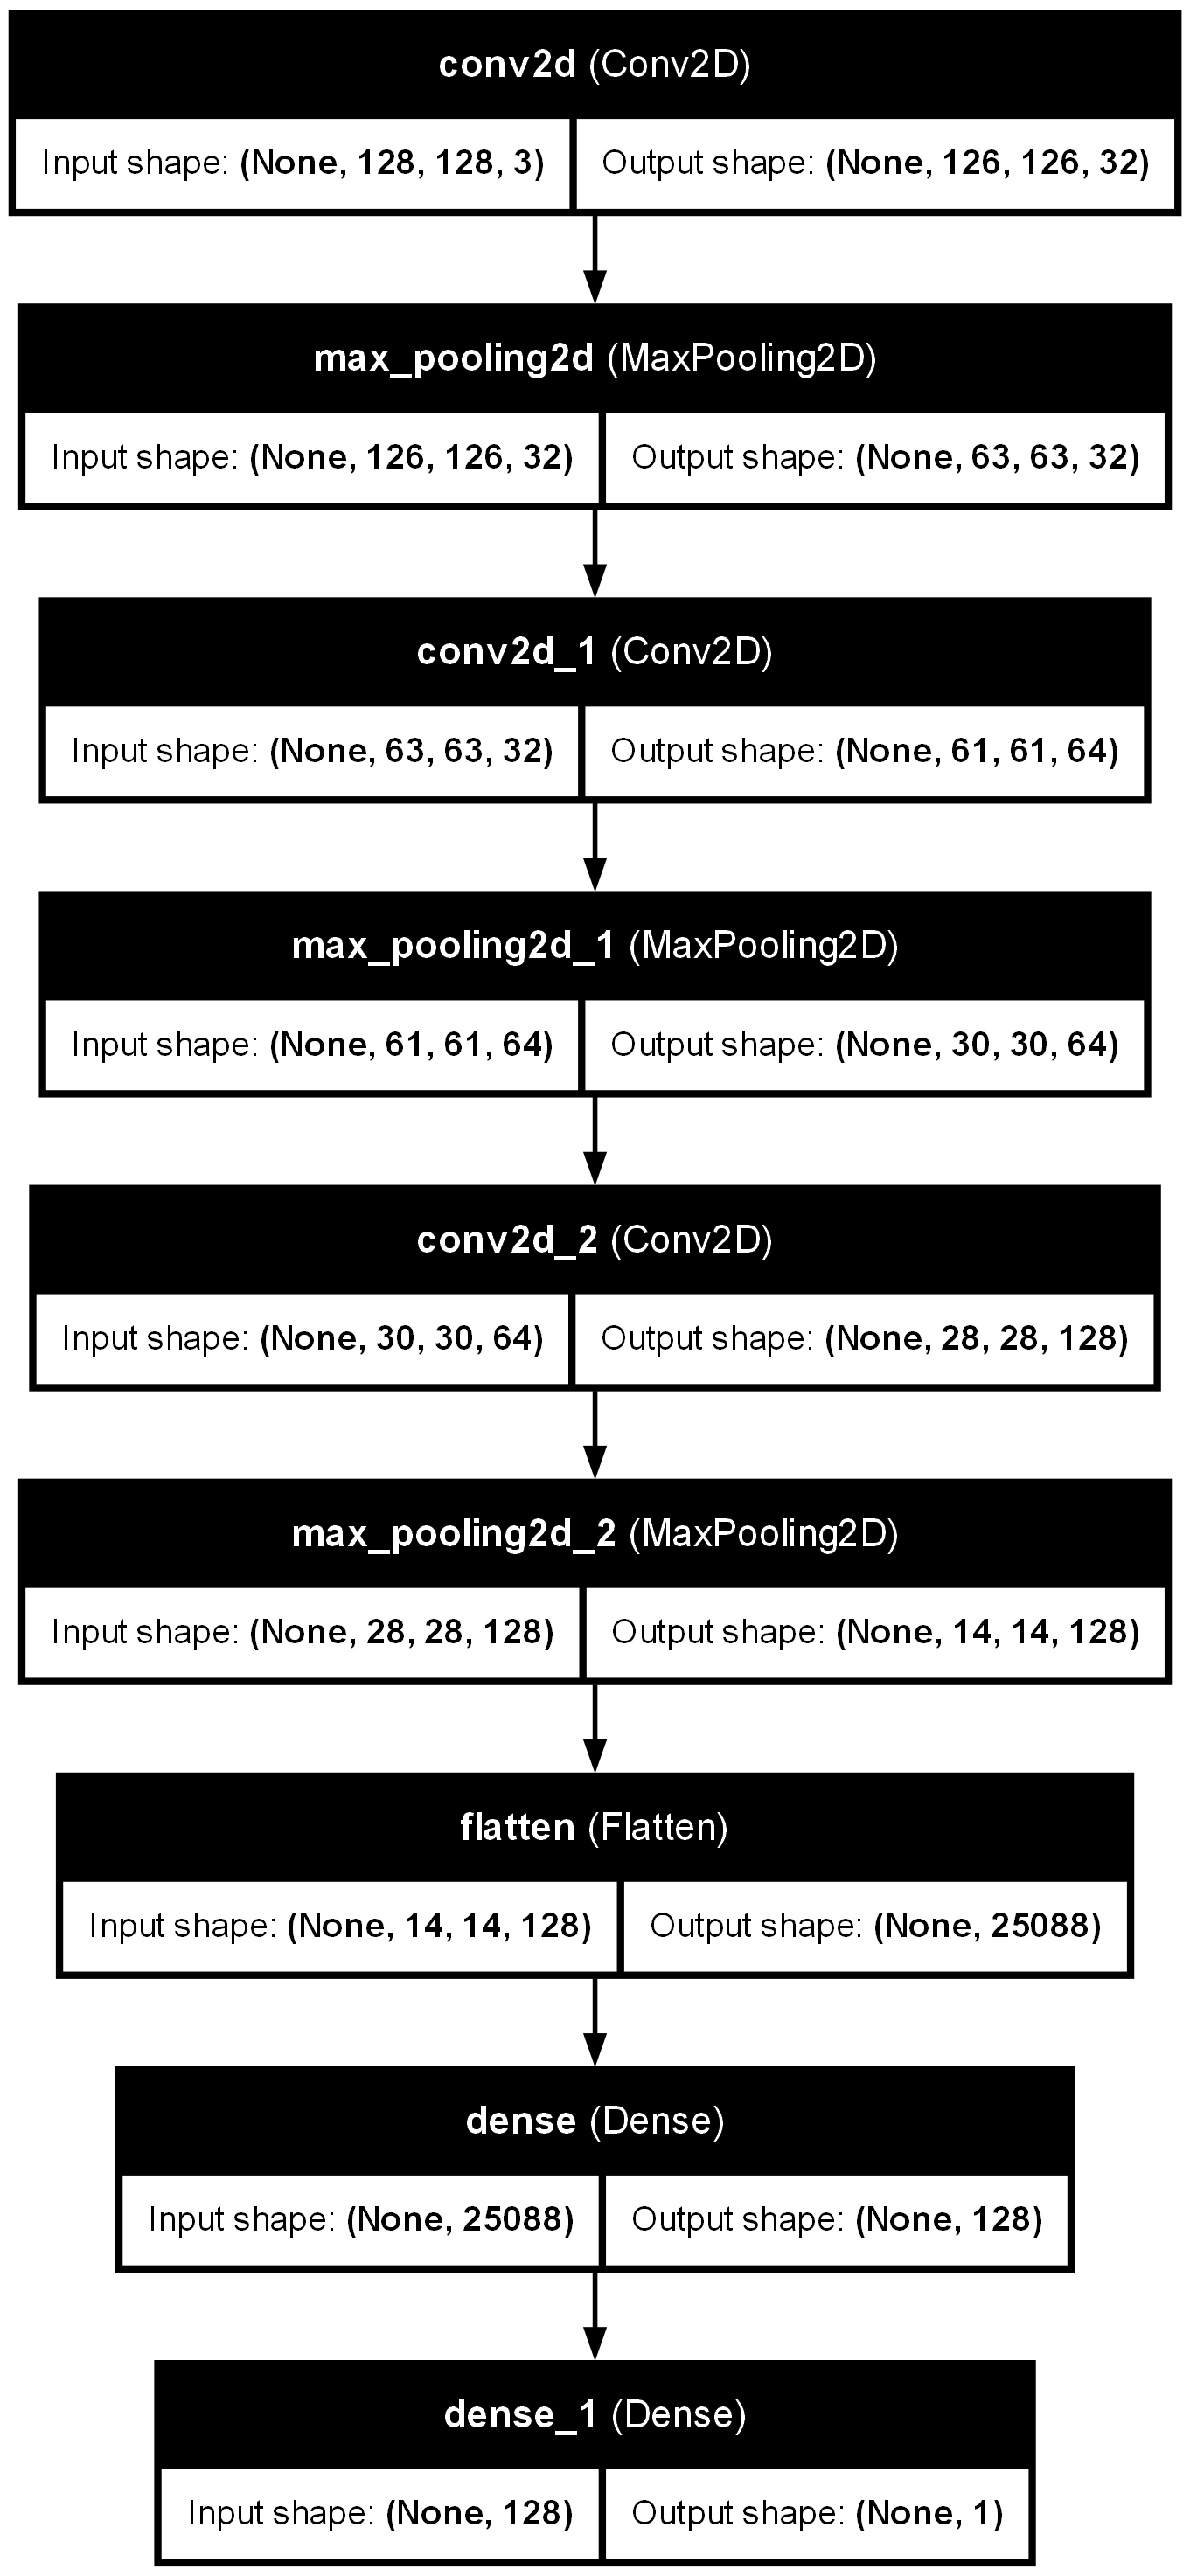 conv2d (Conv2D)
Input shape: (None, 128, 128, 3) Output shape: (None, 126, 126, 32)
max_pooling2d (MaxPooling2D)
Input shape: (None, 126, 126, 32) Output shape: (None, 63, 63, 32)
conv2d_1 (Conv2D)
Input shape: (None, 63, 63, 32) Output shape: (None, 61, 61, 64)
max_pooling2d_1 (MaxPooling2D)
Input shape: (None, 61, 61, 64) Output shape: (None, 30, 30, 64)
conv2d_2 (Conv2D)
Input shape: (None, 30, 30, 64) Output shape: (None, 28, 28, 128)
max_pooling2d_2 (MaxPooling2D)
Input shape: (None, 28, 28, 128) Output shape: (None, 14, 14, 128)
flatten (Flatten)
Input shape: (None, 14, 14, 128) Output shape: (None, 25088)
dense (Dense)
Input shape: (None, 25088) Output shape: (None, 128)
dense_1 (Dense)
Input shape: (None, 128) Output shape: (None, 1)